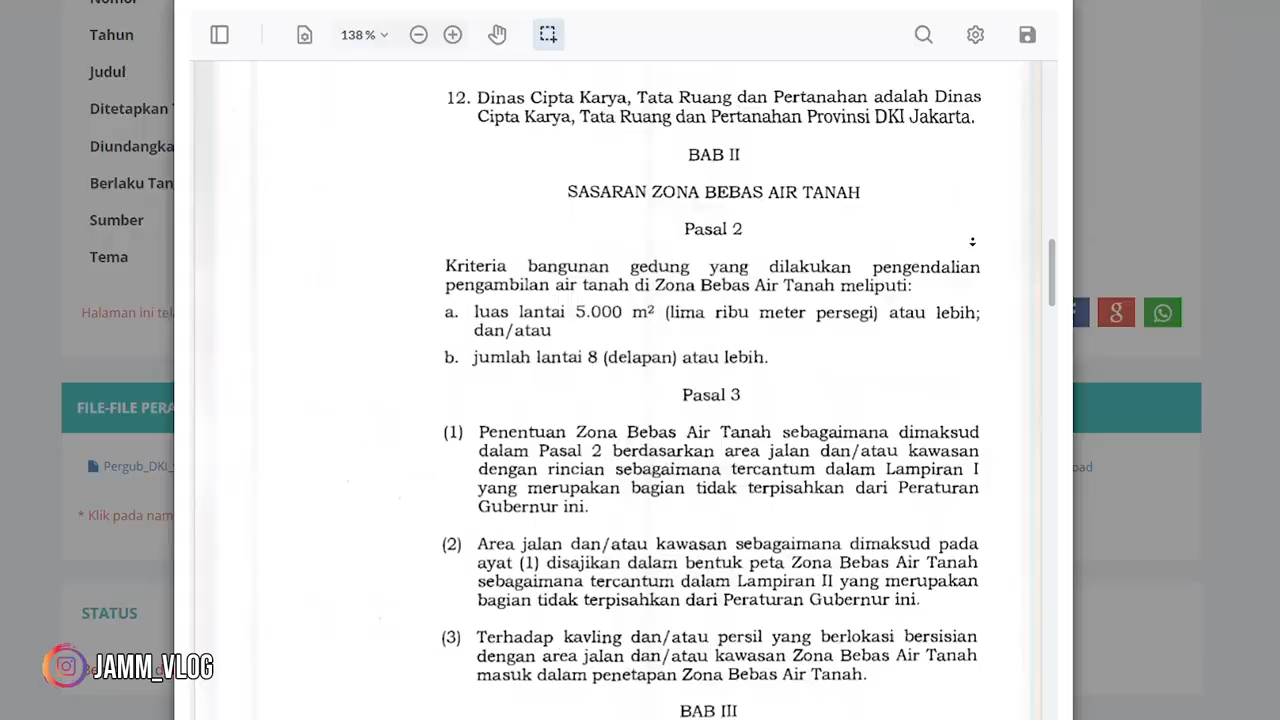 Tahun
Judul
Ditetapkan
Diundangka
Berlaku Tan
Sumber
Tema
Halaman ini tela
FILE-FILE PERA
Pergub_DKI_
* Klik pada nam
STATUS
JAMM_VLOG
138 %
12. Dinas Cipta Karya, Tata Ruang dan Pertanahan adalah Dinas
Cipta Karya, Tata Ruang dan Pertanahan Provinsi DKI Jakarta.
BAB II
SASARAN ZONA BEBAS AIR TANAH
Pasal 2
Kriteria bangunan gedung yang dilakukan pengendalian
pengambilan air tanah di Zona Bebas Air Tanah meliputi:
a. luas lantai 5.000 m² (lima ribu meter persegi) atau lebih;
dan/atau
b. jumlah lantai 8 (delapan) atau lebih.
Pasal 3
(1) Penentuan Zona Bebas Air Tanah sebagaimana dimaksud
dalam Pasal 2 berdasarkan area jalan dan/atau kawasan
dengan rincian sebagaimana tercantum dalam Lampiran I
yang merupakan bagian tidak terpisahkan dari Peraturan
Gubernur ini.
(2) Area jalan dan/atau kawasan sebagaimana dimaksud pada
ayat (1) disajikan dalam bentuk peta Zona Bebas Air Tanah
sebagaimana tercantum dalam Lampiran II yang merupakan
bagian tidak terpisahkan dari Peraturan Gubernur ini.
(3) Terhadap kavling dan/atau persil yang berlokasi bersisian
dengan area jalan dan/atau kawasan Zona Bebas Air Tanah
masuk dalam penetapan Zona Bebas Air Tanah.
BAB III